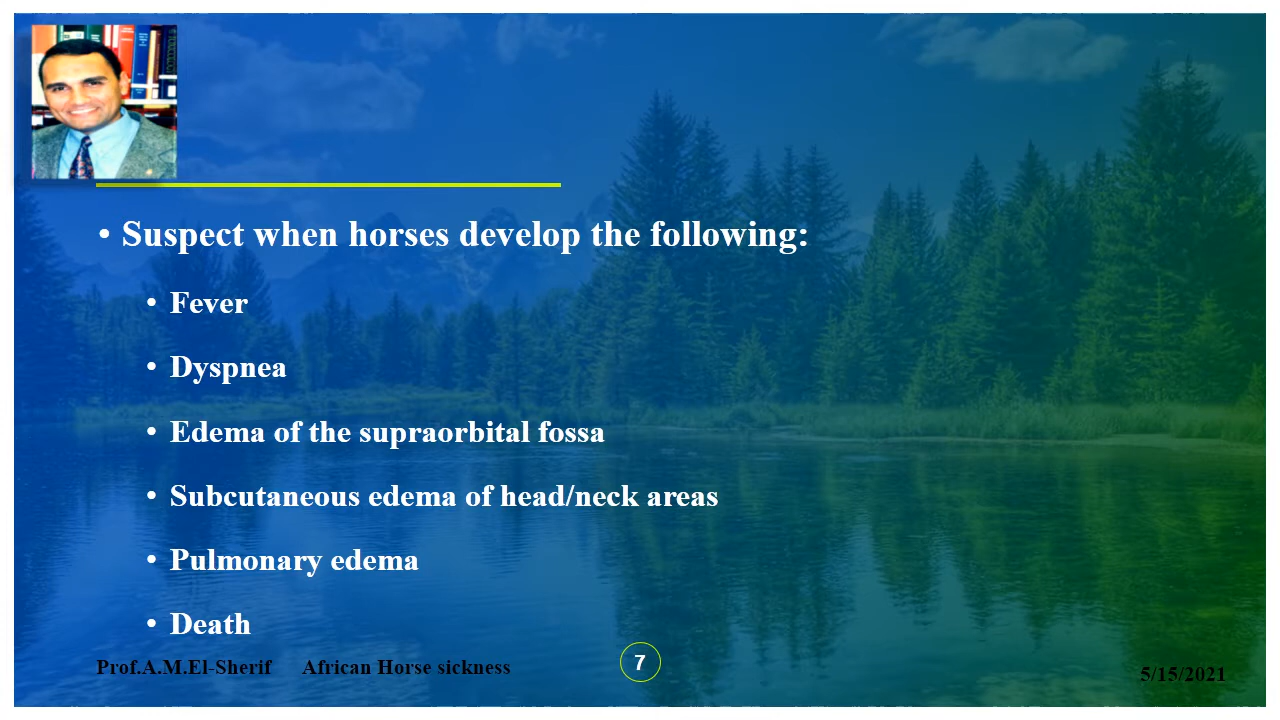 • Suspect when horses develop the following:
• Fever
• Dyspnea
• Edema of the supraorbital fossa
• Subcutaneous edema of head/neck areas
• Pulmonary edema
• Death
Prof.A.M.El-Sherif African Horse sickness
7
5/15/2021